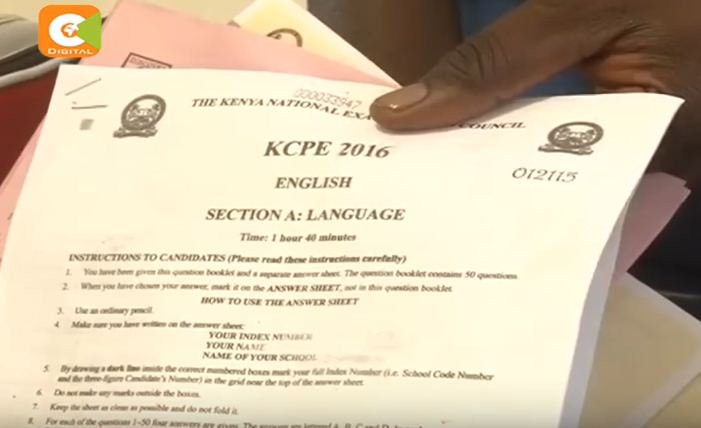 C
DIGITAL
030033947
THE KENYA NATIONAL EXA COUNCIL
KCPE 2016
012115
ENGLISH
SECTION A: LANGUAGE
Time: 1 hour 40 minutes
INSTRUCTIONS TO CANDIDATES (Please read these instructions carefully)
1. You have been given this question booklet and a separate answer sheet. The question booklet contains 50 questions.
2. When you have chosen your answer, mark it on the ANSWER SHEET, not in this question booklet.
HOW TO USE THE ANSWER SHEET
3. Use an ordinary pencil.
4. Make sure you have written on the answer sheet:
YOUR INDEX NUMBER
YOUR NAME
NAME OF YOUR SCHOOL
5. By drawing a dark line inside the correct numbered boxes mark your full Index Number (i.e. School Code Number
and the three-figure Candidate's Number) in the grid near the top of the answer sheet.
6. Do not make any marks outside the boxes.
7. Keep the sheet as clean as possible and do not fold it.
8. For each of the questions 1-50 four answers are given. The answers are lettered A, B, C and D.